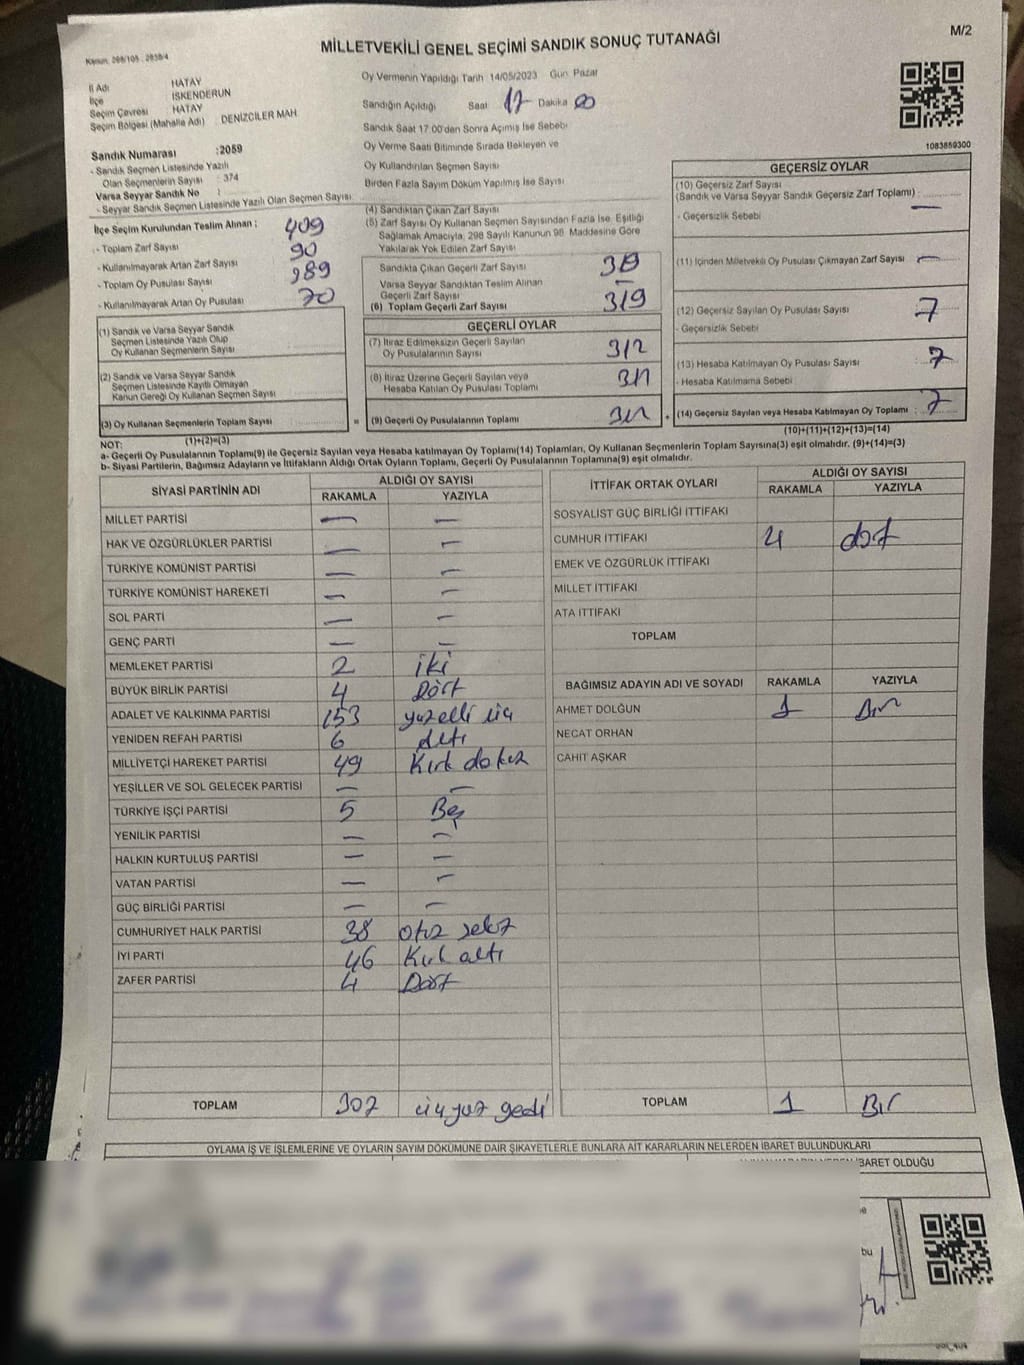 M/2
MİLLETVEKİLİ GENEL SEÇİMİ SANDIK SONUÇ TUTANAĞI
İl Adı HATAY
İlçe İSKENDERUN
Seçim Çevresi HATAY
Seçim Bölgesi (Mahalle Adı) : DENİZCİLER MAH
Sandık Numarası :2059
- Sandık Seçmen Listesinde Yazılı
Olan Seçmenlerin Sayısı : 374
Varsa Seyyar Sandık No :
- Seyyar Sandık Seçmen Listesinde Yazılı Olan Seçmen Sayısı
İlçe Seçim Kurulundan Teslim Alınan ; 409
- Toplam Zarf Sayısı 90
- Kullanılmayarak Artan Zarf Sayısı
- Toplam Oy Pusulası Sayısı 389
- Kullanılmayarak Artan Oy Pusulası 70
(1) Sandık ve Varsa Seyyar Sandık
Seçmen Listesinde Yazılı Olup
Oy Kullanan Seçmenlerin Sayısı
(2) Sandık ve Varsa Seyyar Sandık
Seçmen Listesinde Kayıtlı Olmayan
Kanun Gereği Oy Kullanan Seçmen Sayısı
(3) Oy Kullanan Seçmenlerin Toplam Sayısı
(1)+(2)=(3)
Oy Vermenin Yapıldığı Tarih 14/05/2023 Gün: Pazar
Sandığın Açıldığı Saat 17 Dakika 00
Sandık Saat 17.00'den Sonra Açılmış İse Sebebi
Oy Verme Saati Bitiminde Sırada Bekleyen ve
Oy Kullandırılan Seçmen Sayısı
Birden Fazla Sayım Döküm Yapılmış İse Sayısı
(4) Sandıktan Çıkan Zarf Sayısı
(5) Zarf Sayısı Oy Kullanan Seçmen Sayısından Fazla İse, Eşitliği
Sağlamak Amacıyla, 298 Sayılı Kanunun 98. Maddesine Göre
Yakılarak Yok Edilen Zarf Sayısı
Sandıkta Çıkan Geçerli Zarf Sayısı 319
Varsa Seyyar Sandıktan Teslim Alınan —
Geçerli Zarf Sayısı
(6) Toplam Geçerli Zarf Sayısı 319
GEÇERLİ OYLAR
(7) İtiraz Edilmeksizin Geçerli Sayılan 312
Oy Pusulalarının Sayısı
(8) İtiraz Üzerine Geçerli Sayılan veya
Hesaba Katılan Oy Pusulası Toplamı
(9) Geçerli Oy Pusulalarının Toplamı
1083859300
GEÇERSİZ OYLAR
(10) Geçersiz Zarf Sayısı
(Sandık ve Varsa Seyyar Sandık Geçersiz Zarf Toplamı) : —
- Geçersizlik Sebebi
(11) İçinden Milletvekili Oy Pusulası Çıkmayan Zarf Sayısı —
(12) Geçersiz Sayılan Oy Pusulası Sayısı 7
- Geçersizlik Sebebi
(13) Hesaba Katılmayan Oy Pusulası Sayısı 7
- Hesaba Katılmama Sebebi
(14) Geçersiz Sayılan veya Hesaba Katılmayan Oy Toplamı : 7
(10)+(11)+(12)+(13)=(14)
NOT:
a- Geçerli Oy Pusulalarının Toplamı(9) ile Geçersiz Sayılan veya Hesaba katılmayan Oy Toplamı(14) Toplamları, Oy Kullanan Seçmenlerin Toplam Sayısına(3) eşit olmalıdır. (9)+(14)=(3)
b- Siyasi Partilerin, Bağımsız Adayların ve İttifakların Aldığı Ortak Oyların Toplamı, Geçerli Oy Pusulalarının Toplamına(9) eşit olmalıdır.
SİYASİ PARTİNİN ADI ALDIĞI OY SAYISI
RAKAMLA YAZIYLA
MİLLET PARTİSİ — —
HAK VE ÖZGÜRLÜKLER PARTİSİ — —
TÜRKİYE KOMÜNİST PARTİSİ — —
TÜRKİYE KOMÜNİST HAREKETİ — —
SOL PARTİ — —
GENÇ PARTİ — —
MEMLEKET PARTİSİ 2 iki
BÜYÜK BİRLİK PARTİSİ 4 Dört
ADALET VE KALKINMA PARTİSİ 153 yüzelli üç
YENİDEN REFAH PARTİSİ 6 Altı
MİLLİYETÇİ HAREKET PARTİSİ 49 Kırk dokuz
YEŞİLLER VE SOL GELECEK PARTİSİ — —
TÜRKİYE İŞÇİ PARTİSİ 5 Beş
YENİLİK PARTİSİ — —
HALKIN KURTULUŞ PARTİSİ — —
VATAN PARTİSİ — —
GÜÇ BİRLİĞİ PARTİSİ — —
CUMHURİYET HALK PARTİSİ 38 otuz sekiz
İYİ PARTİ 46 Kırk altı
ZAFER PARTİSİ 4 Dört
TOPLAM 307 üçyüz yedi
İTTİFAK ORTAK OYLARI ALDIĞI OY SAYISI
RAKAMLA YAZIYLA
SOSYALİST GÜÇ BİRLİĞİ İTTİFAKI
CUMHUR İTTİFAKI 4 dört
EMEK VE ÖZGÜRLÜK İTTİFAKI
MİLLET İTTİFAKI
ATA İTTİFAKI
TOPLAM
BAĞIMSIZ ADAYIN ADI VE SOYADI RAKAMLA YAZIYLA
AHMET DOLĞUN 1 Bir
NECAT ORHAN
CAHİT AŞKAR
TOPLAM 1 Bir
OYLAMA İŞ VE İŞLEMLERİNE VE OYLARIN SAYIM DÖKÜMÜNE DAİR ŞİKAYETLERLE BUNLARA AİT KARARLARIN NELERDEN İBARET BULUNDUKLARI
İBARET OLDUĞU